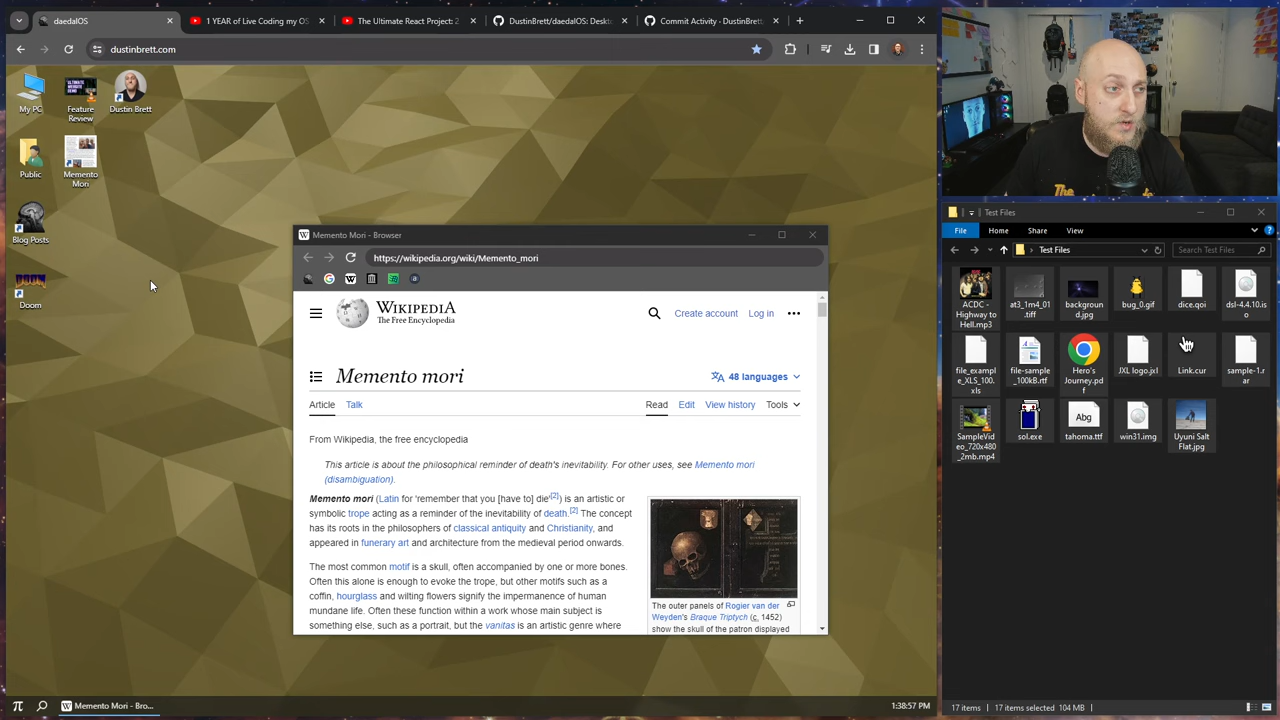 daedalOS
1 YEAR of Live Coding my OS
The Ultimate React Project: 2
DustinBrett/daedalOS: Deskt
Commit Activity - DustinBrett
dustinbrett.com
My PC
Feature
Review
Dustin Brett
Public
Memento
Mori
Blog Posts
Doom
Memento Mori - Browser
https://wikipedia.org/wiki/Memento_mori
WIKIPEDIA
The Free Encyclopedia
Create account
Log in
Memento mori
48 languages
Article
Talk
Read
Edit
View history
Tools
From Wikipedia, the free encyclopedia
This article is about the philosophical reminder of death's inevitability. For other uses, see Memento mori
(disambiguation).
Memento mori (Latin for 'remember that you [have to] die'[2]) is an artistic or
symbolic trope acting as a reminder of the inevitability of death.[2] The concept
has its roots in the philosophers of classical antiquity and Christianity, and
appeared in funerary art and architecture from the medieval period onwards.
The most common motif is a skull, often accompanied by one or more bones.
Often this alone is enough to evoke the trope, but other motifs such as a
coffin, hourglass and wilting flowers signify the impermanence of human
mundane life. Often these function within a work whose main subject is
something else, such as a portrait, but the vanitas is an artistic genre where
The outer panels of Rogier van der
Weyden's Braque Triptych (c. 1452)
show the skull of the patron displayed
Memento Mori - Bro...
1:38:57 PM
The
Test Files
File
Home
Share
View
Test Files
Search Test Files
ACDC -
Highway to
Hell.mp3
at3_1m4_01
.tiff
backgroun
d.jpg
bug_0.gif
dice.qoi
dsl-4.4.10.is
o
file_exampl
e_XLS_100.
xls
file-sample
_100kB.rtf
Hero's
Journey.pd
f
JXL logo.jxl
Link.cur
sample-1.r
ar
SampleVid
eo_720x480
_2mb.mp4
sol.exe
Abg
tahoma.ttf
win31.img
Uyuni Salt
Flat.jpg
17 items
17 items selected 104 MB